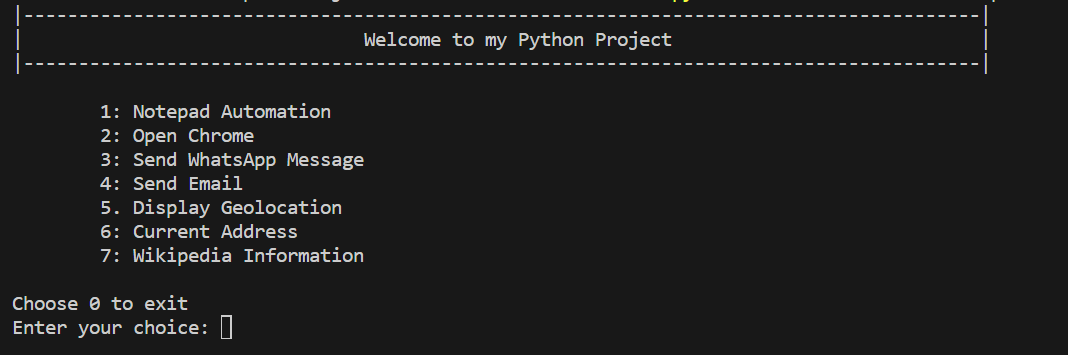 |---------------------------------------------------------------------------------------|
|                               Welcome to my Python Project                            |
|---------------------------------------------------------------------------------------|
1: Notepad Automation
2: Open Chrome
3: Send WhatsApp Message
4: Send Email
5. Display Geolocation
6: Current Address
7: Wikipedia Information
Choose 0 to exit
Enter your choice: